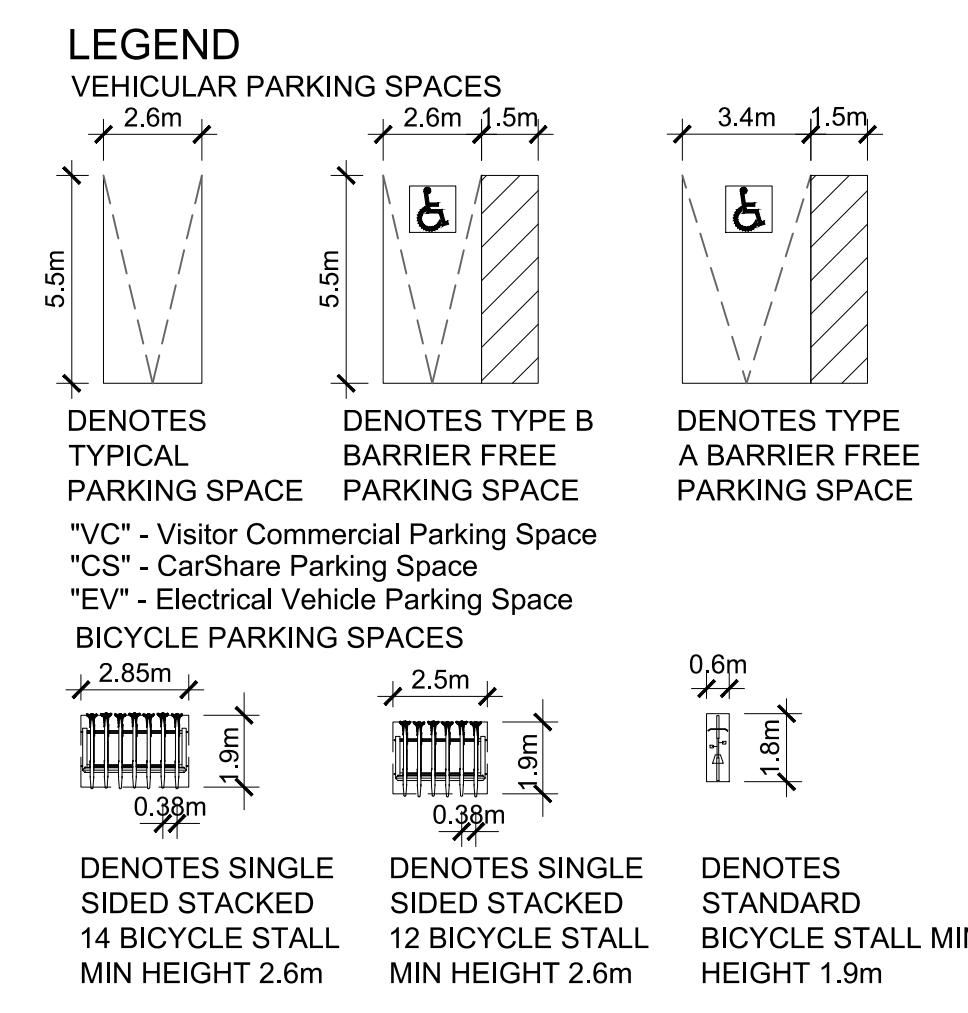 LEGEND
VEHICULAR PARKING SPACES
2.6m
2.6m 1.5m
3.4m 1.5m
5.5m
5.5m
DENOTES
TYPICAL
PARKING SPACE
DENOTES TYPE B
BARRIER FREE
PARKING SPACE
DENOTES TYPE
A BARRIER FREE
PARKING SPACE
"VC" - Visitor Commercial Parking Space
"CS" - CarShare Parking Space
"EV" - Electrical Vehicle Parking Space
BICYCLE PARKING SPACES
2.85m
1.9m
0.38m
2.5m
1.9m
0.38m
0.6m
1.8m
DENOTES SINGLE
SIDED STACKED
14 BICYCLE STALL
MIN HEIGHT 2.6m
DENOTES SINGLE
SIDED STACKED
12 BICYCLE STALL
MIN HEIGHT 2.6m
DENOTES
STANDARD
BICYCLE STALL MIN
HEIGHT 1.9m